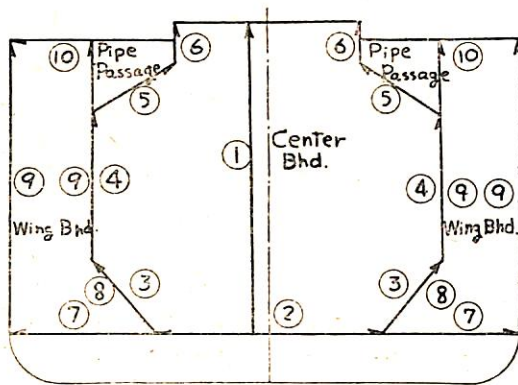 ⑩ Pipe Passage ⑥ ⑥ Pipe Passage ⑩
⑤ ⑤
① Center Bhd.
⑨ ⑨ ④ ④ ⑨ ⑨
Wing Bhd. Wing Bhd.
⑧ ③ ③ ⑧
⑦ ② ⑦